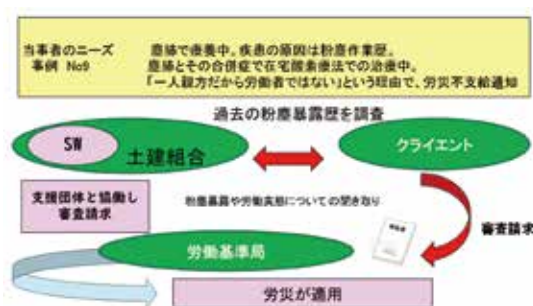 当事者のニーズ 塵肺で療養中。疾患の原因は粉塵作業歴。
事例 No9 塵肺とその合併症で在宅酸素療法での治療中。
「一人親方だから労働者ではない」という理由で、労災不支給通知
過去の粉塵暴露歴を調査
SW
土建組合
クライエント
支援団体と協働し
審査請求
粉塵暴露や労働実態についての聞き取り
審査請求
労働基準局
労災が適用